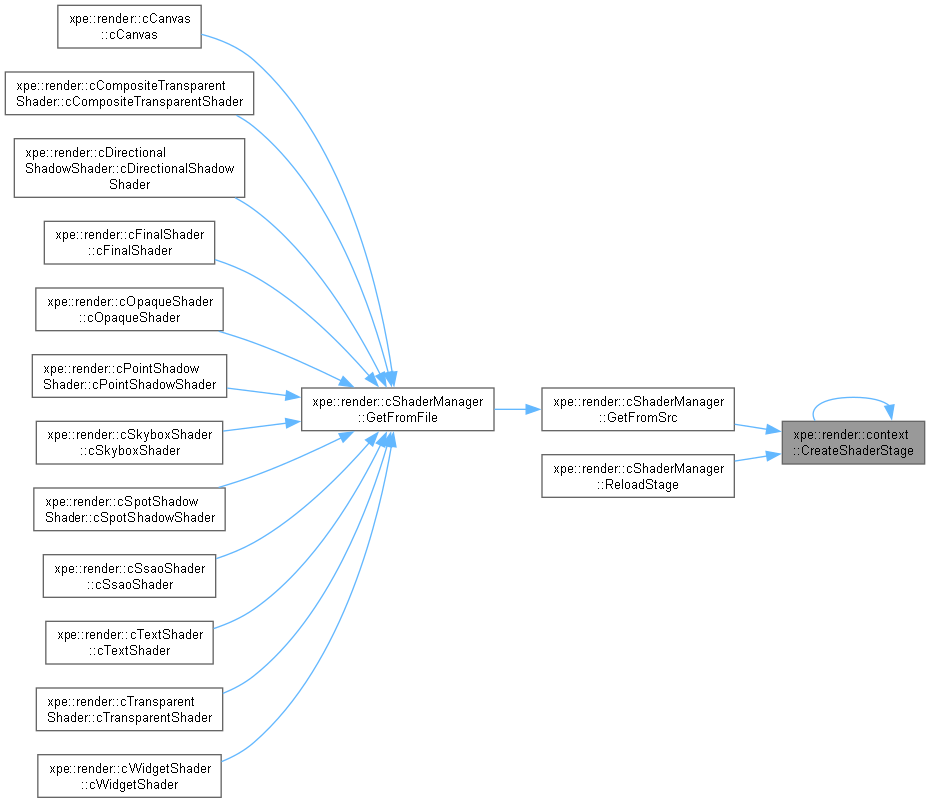 xpe::render::cCanvas
::cCanvas
xpe::render::cCompositeTransparent
Shader::cCompositeTransparentShader
xpe::render::cDirectional
ShadowShader::cDirectionalShadow
Shader
xpe::render::cFinalShader
::cFinalShader
xpe::render::cOpaqueShader
::cOpaqueShader
xpe::render::cPointShadow
Shader::cPointShadowShader
xpe::render::cSkyboxShader
::cSkyboxShader
xpe::render::cSpotShadow
Shader::cSpotShadowShader
xpe::render::cSsaoShader
::cSsaoShader
xpe::render::cTextShader
::cTextShader
xpe::render::cTransparent
Shader::cTransparentShader
xpe::render::cWidgetShader
::cWidgetShader
xpe::render::cShaderManager
::GetFromFile
xpe::render::cShaderManager
::GetFromSrc
xpe::render::cShaderManager
::ReloadStage
xpe::render::context
::CreateShaderStage